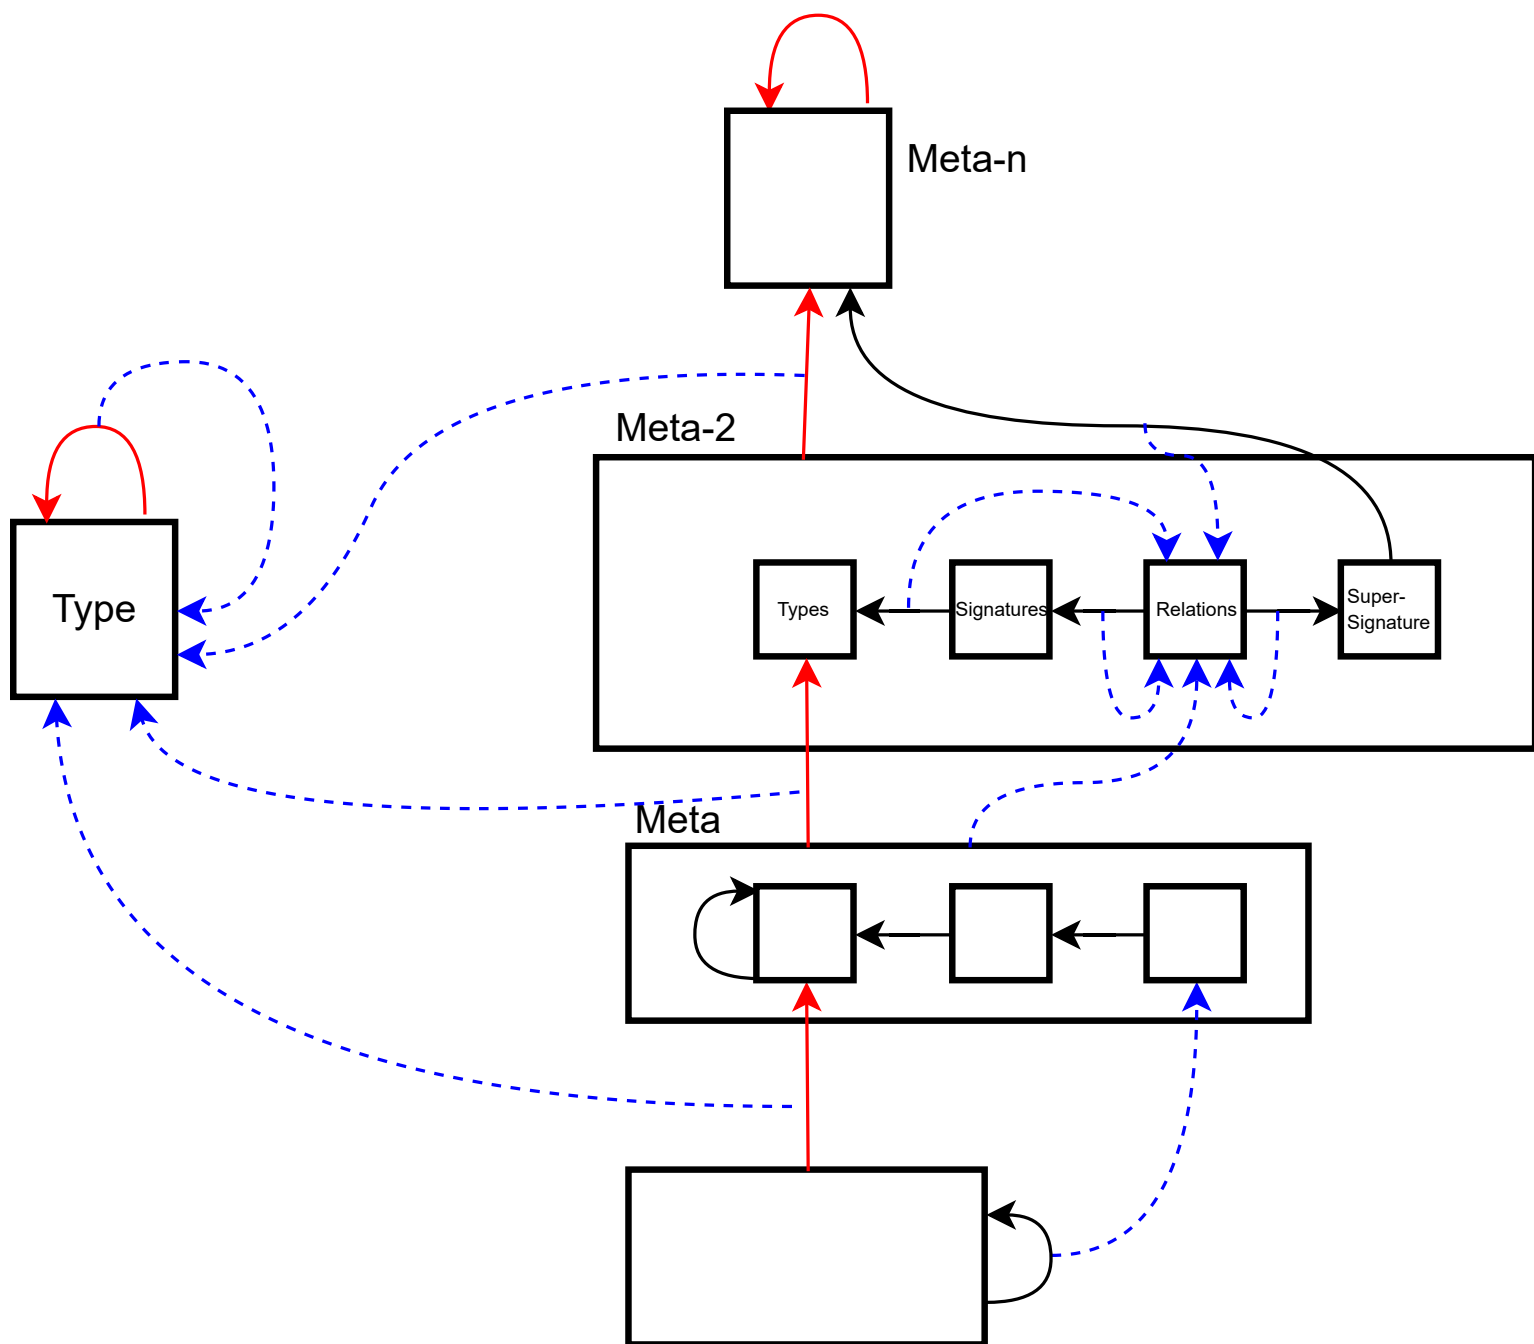 Meta-n
Meta-2
Type
Types
Signatures
Relations
Super-
Signature
Meta